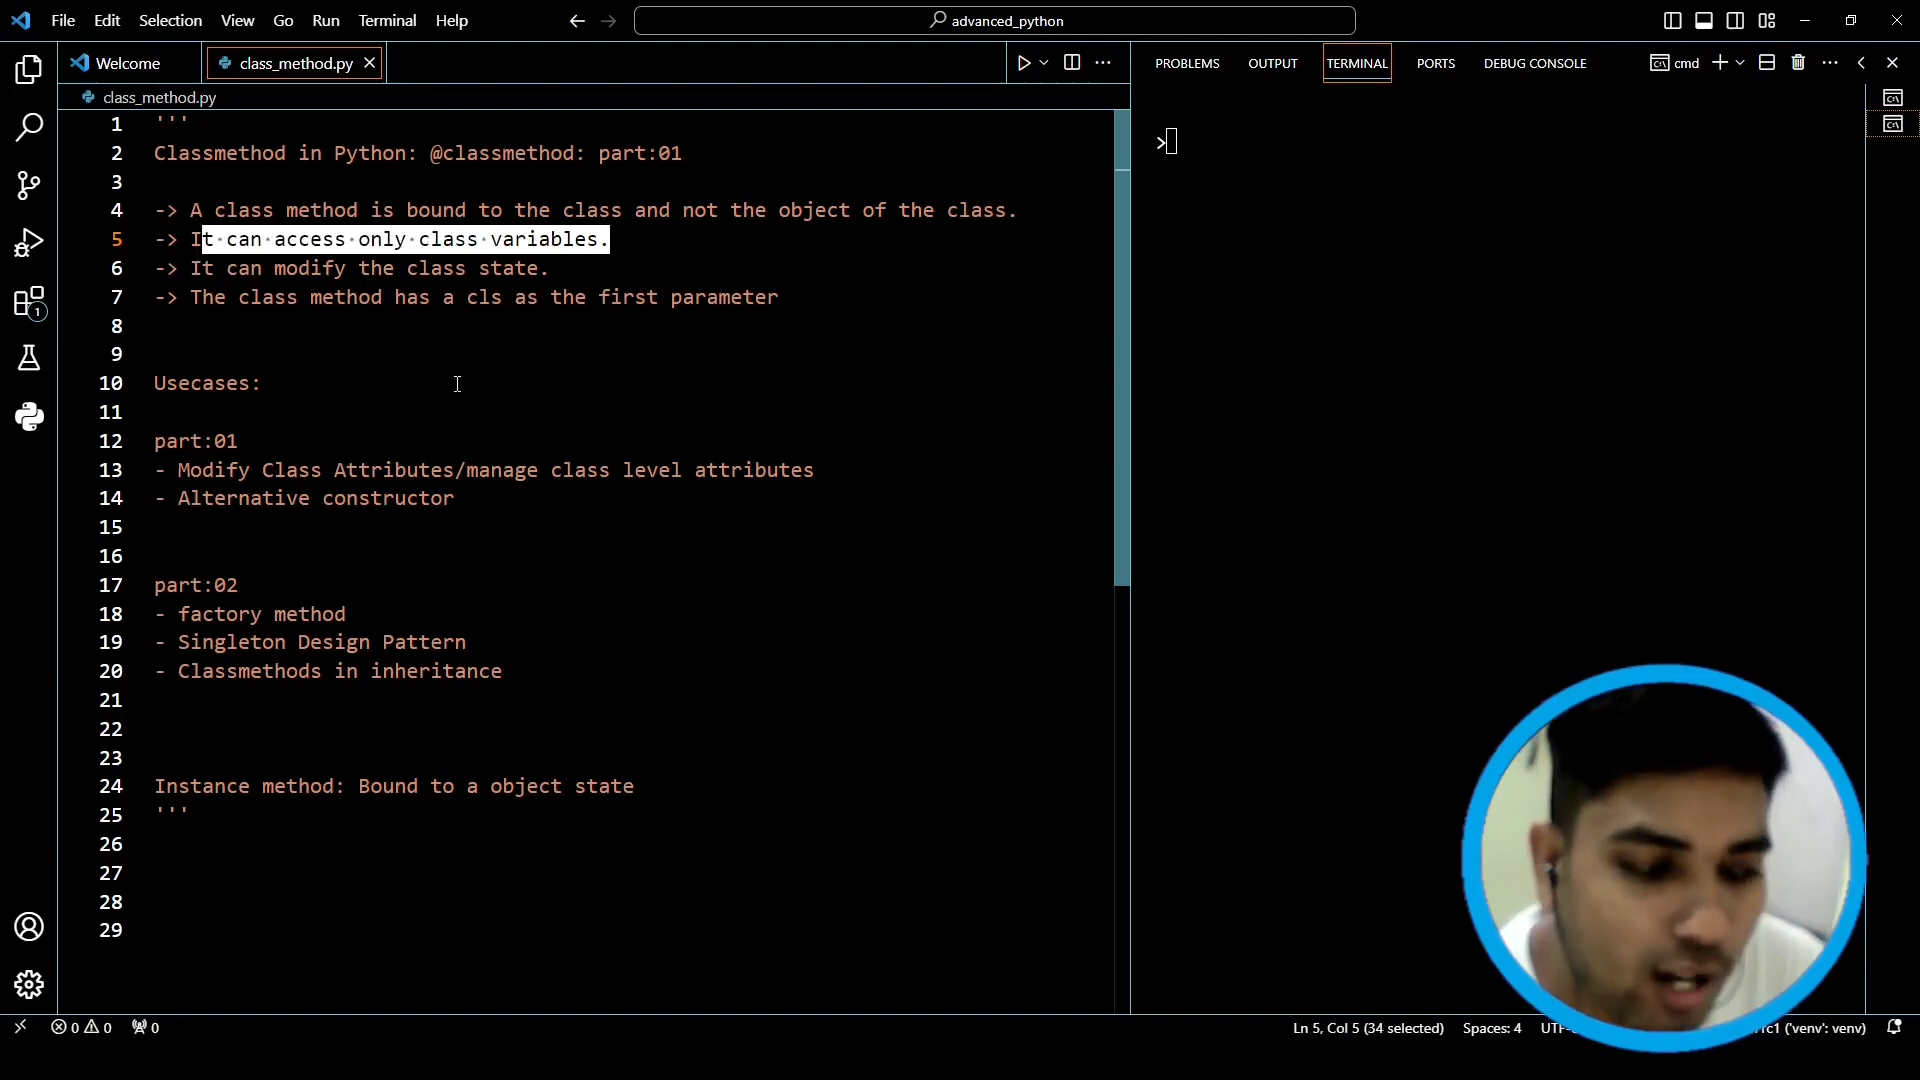 File Edit Selection View Go Run Terminal Help
advanced_python
Welcome class_method.py
PROBLEMS OUTPUT TERMINAL PORTS DEBUG CONSOLE cmd
class_method.py
1 '''
2 Classmethod in Python: @classmethod: part:01
3
4 -> A class method is bound to the class and not the object of the class.
5 -> It can access only class variables.
6 -> It can modify the class state.
7 -> The class method has a cls as the first parameter
8
9
10 Usecases:
11
12 part:01
13 - Modify Class Attributes/manage class level attributes
14 - Alternative constructor
15
16
17 part:02
18 - factory method
19 - Singleton Design Pattern
20 - Classmethods in inheritance
21
22
23
24 Instance method: Bound to a object state
25 '''
26
27
28
29
>
1
0 0 0 Ln 5, Col 5 (34 selected) Spaces: 4 ('venv': venv)